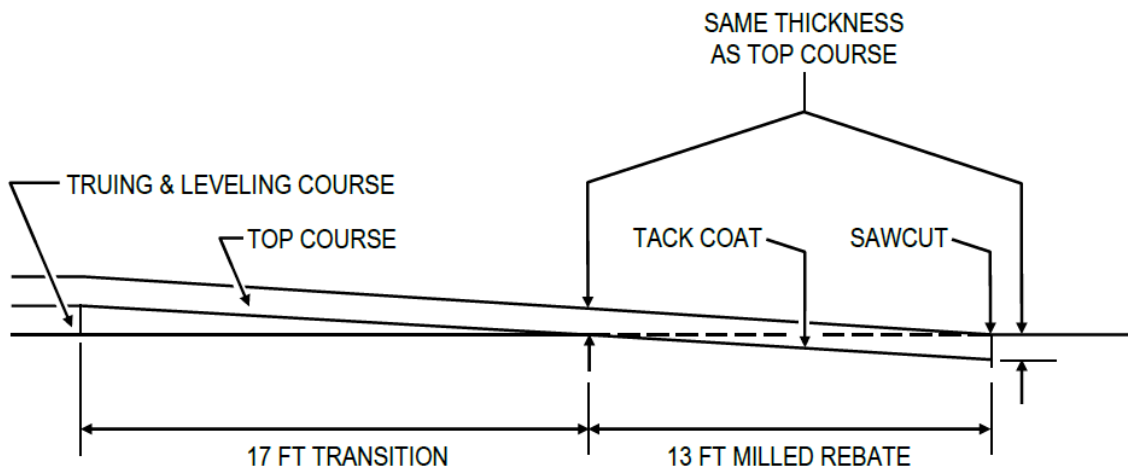 SAME THICKNESS
AS TOP COURSE
TRUING & LEVELING COURSE
TOP COURSE
TACK COAT
SAWCUT
17 FT TRANSITION
13 FT MILLED REBATE